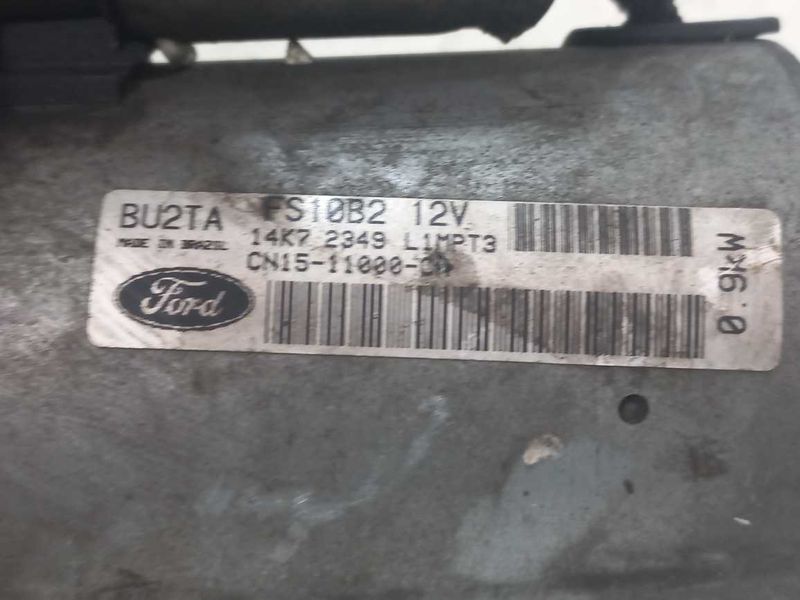 BU2TA FS10B2 12V
MADE IN BRAZIL 14K7 2349 L1MPT3
CN15-11000-
Ford
0.9kW